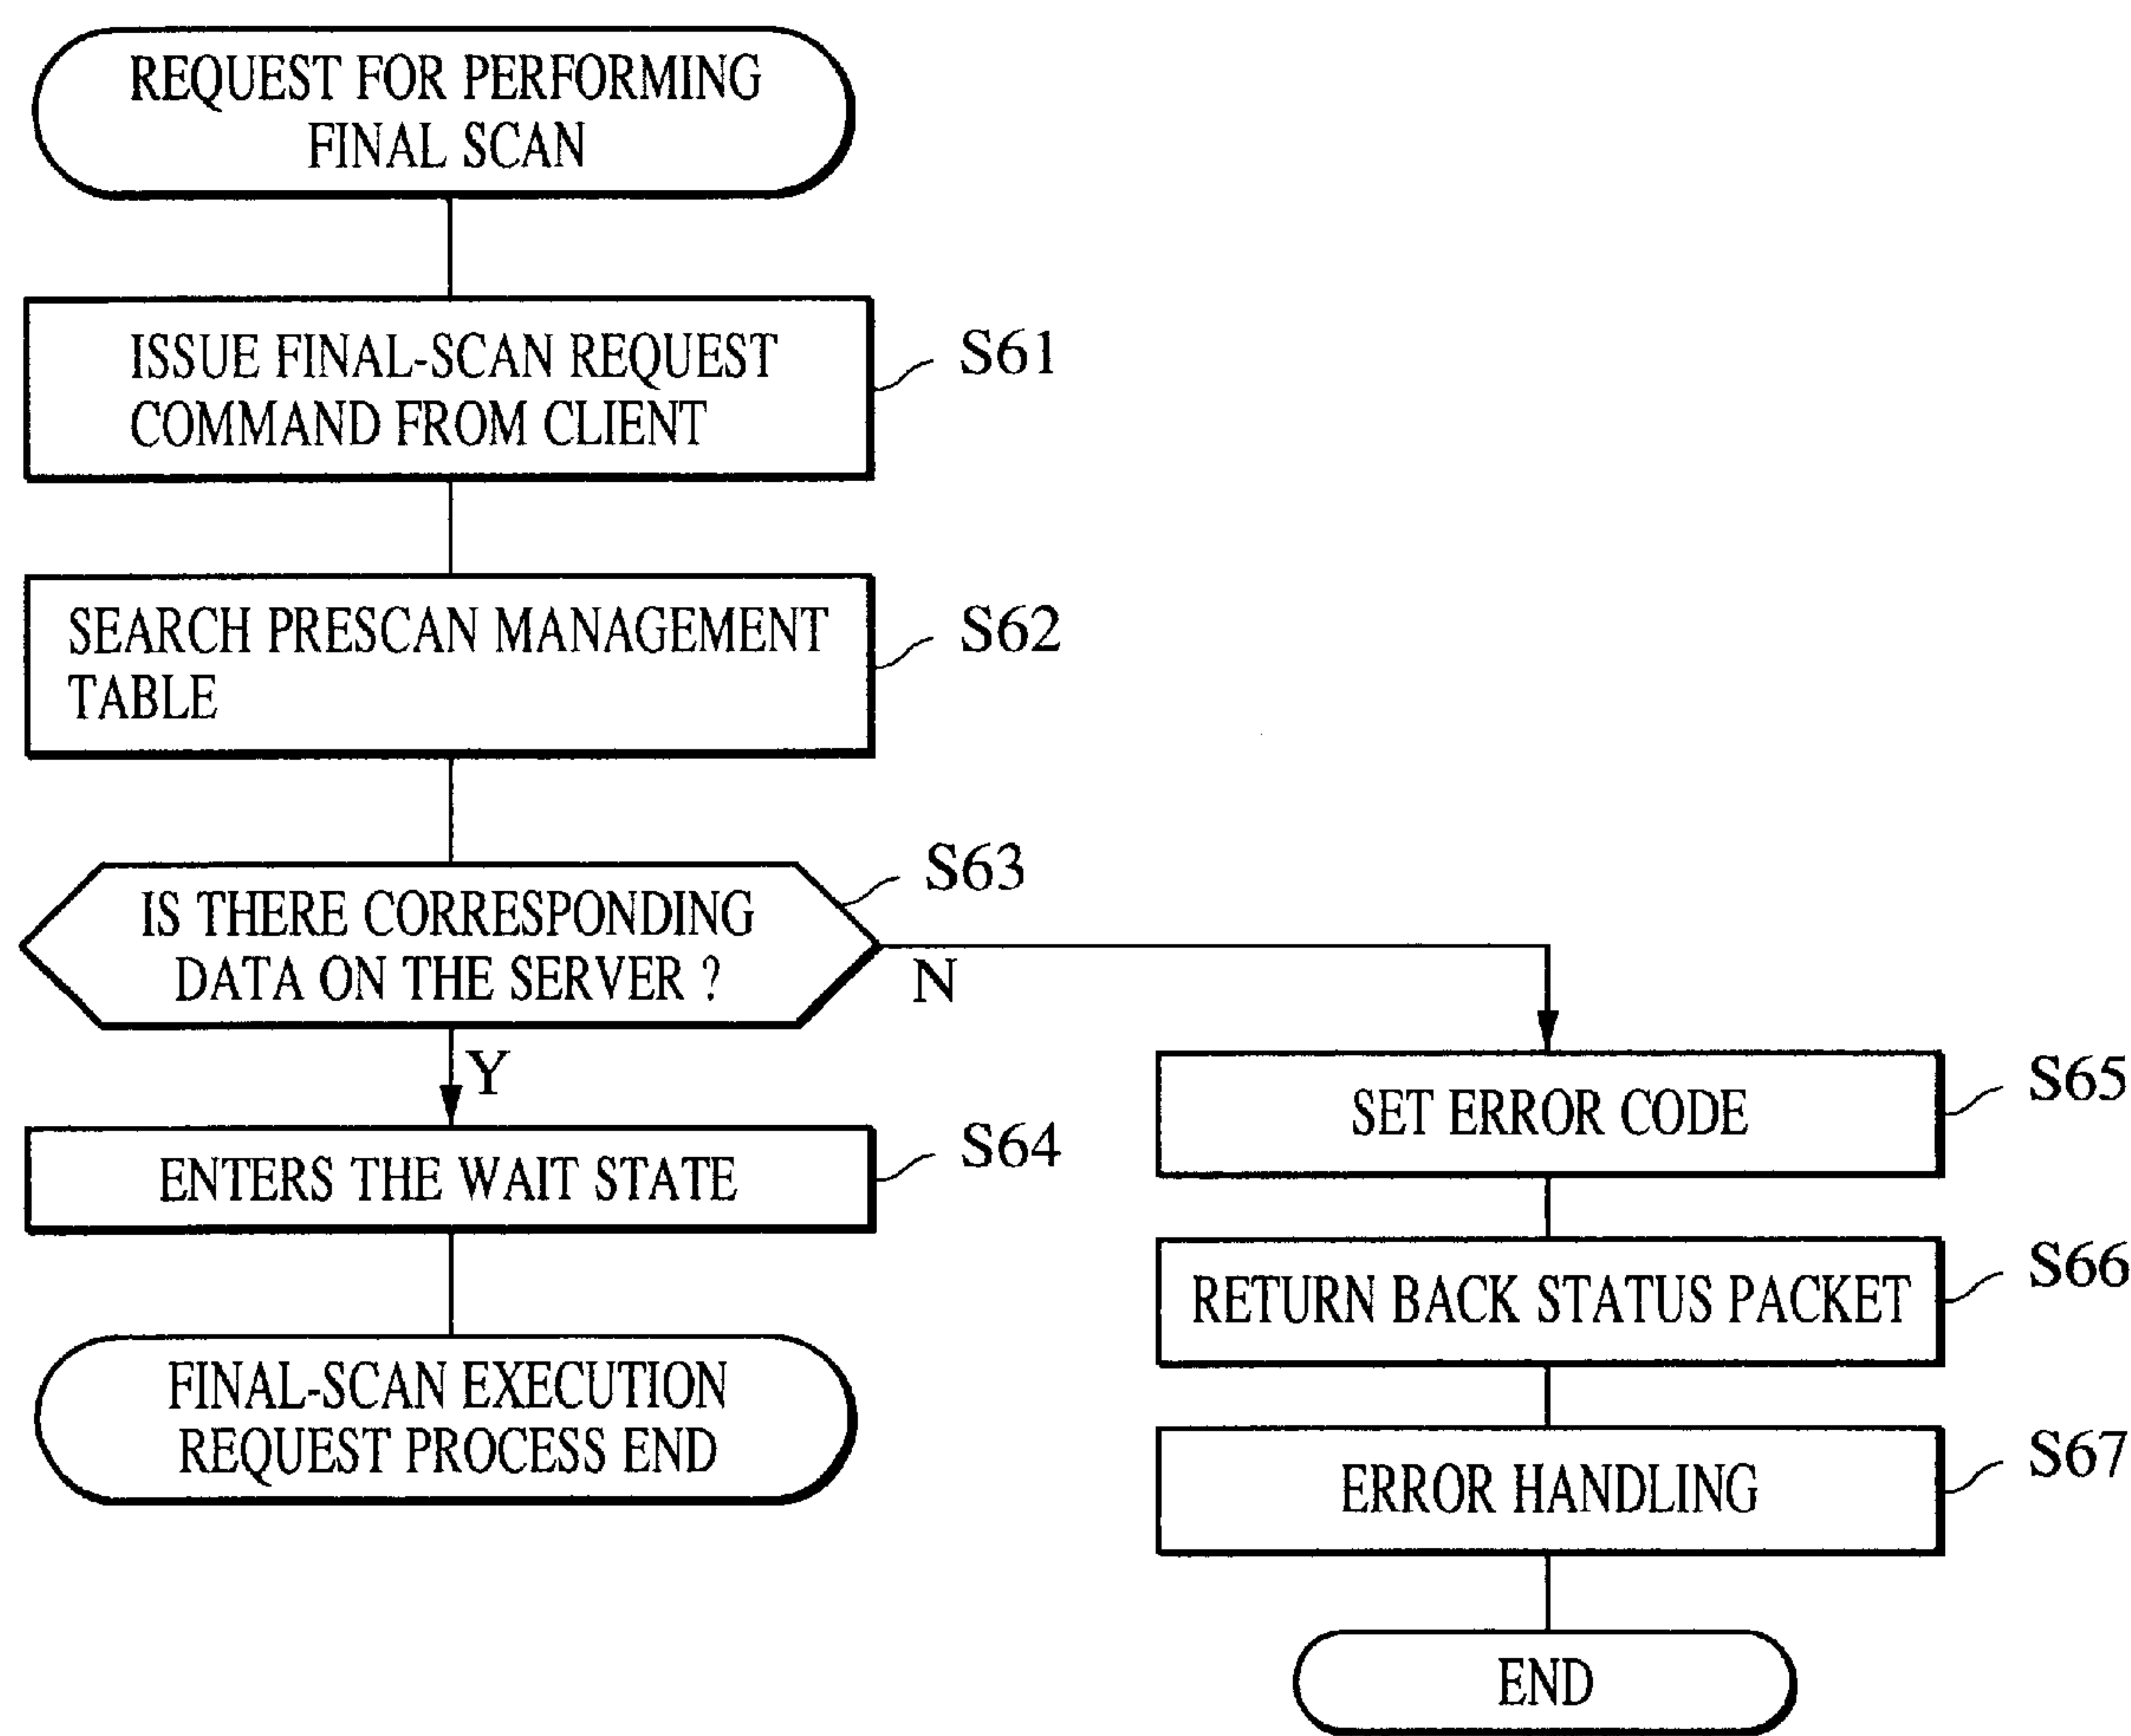 REQUEST FOR PERFORMING
FINAL SCAN
ISSUE FINAL-SCAN REQUEST
COMMAND FROM CLIENT
S61
SEARCH PRESCAN MANAGEMENT
TABLE
S62
IS THERE CORRESPONDING
DATA ON THE SERVER ?
S63
N
Y
ENTERS THE WAIT STATE
S64
FINAL-SCAN EXECUTION
REQUEST PROCESS END
SET ERROR CODE
S65
RETURN BACK STATUS PACKET
S66
ERROR HANDLING
S67
END